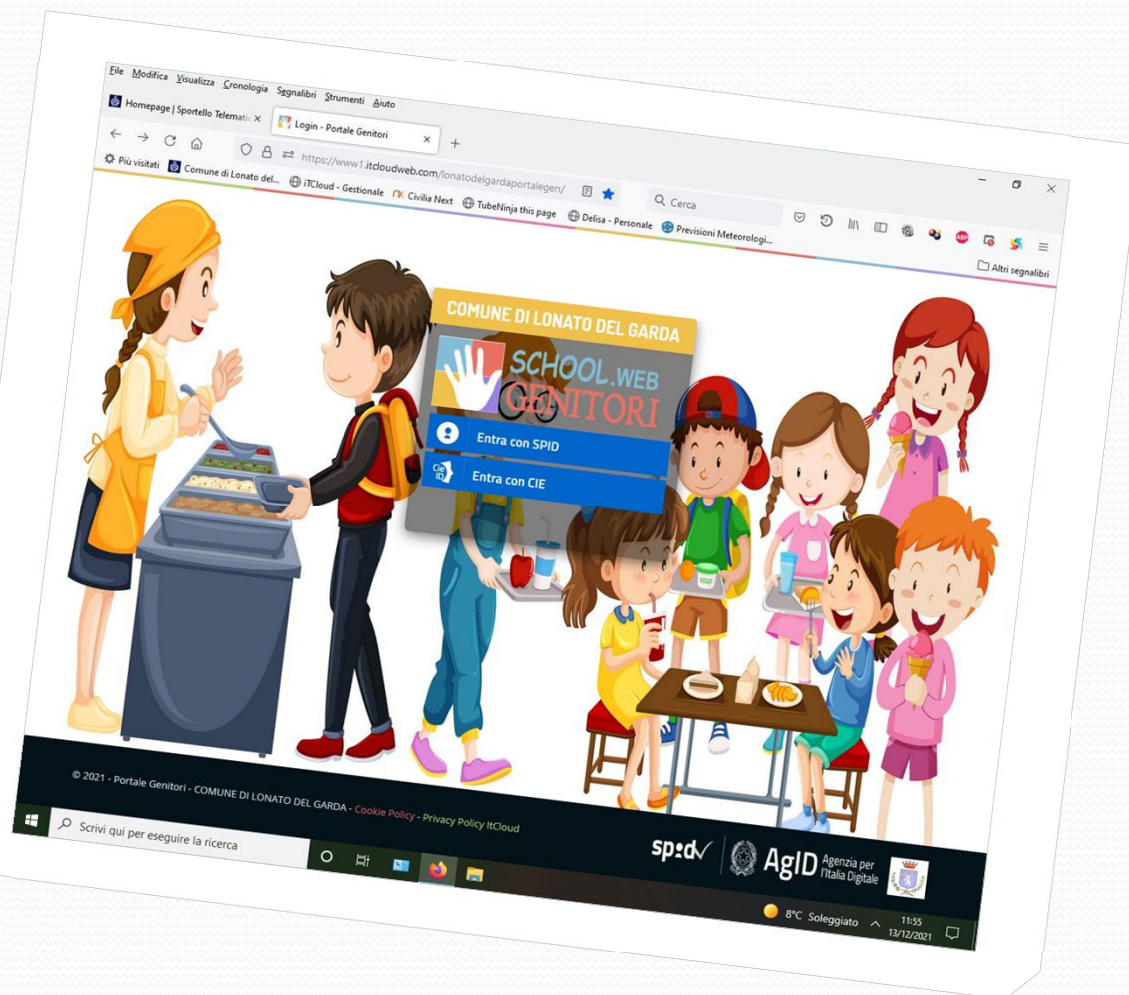 File Modifica Visualizza Cronologia Segnalibri Strumenti Aiuto
Homepage | Sportello Telematic
Login - Portale Genitori
https://www1.itcloudweb.com/lonatodelgardaportalegen/
Cerca
Più visitati
Comune di Lonato del...
iTCloud - Gestionale
Civilia Next
TubeNinja this page
Delisa - Personale
Previsioni Meteorologi...
ABP
Altri segnalibri
COMUNE DI LONATO DEL GARDA
SCHOOL.WEB
GENITORI
Entra con SPID
Cie
ID
Entra con CIE
SOUP
© 2021 - Portale Genitori - COMUNE DI LONATO DEL GARDA - Cookie Policy - Privacy Policy ItCloud
spid
AgID
Agenzia per
l'Italia Digitale
Scrivi qui per eseguire la ricerca
8°C Soleggiato
11:55
13/12/2021